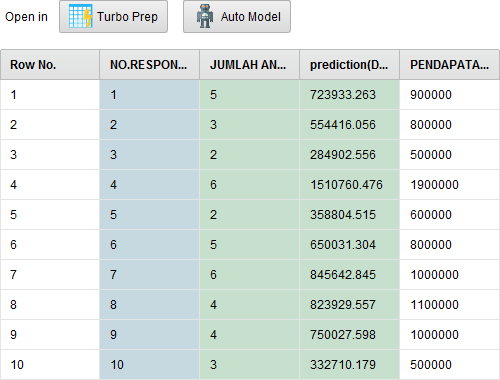 Open in Turbo Prep Auto Model
Row No. NO.RESPON... JUMLAH AN... prediction(D... PENDAPATA...
1 1 5 723933.263 900000
2 2 3 554416.056 800000
3 3 2 284902.556 500000
4 4 6 1510760.476 1900000
5 5 2 358804.515 600000
6 6 5 650031.304 800000
7 7 6 845642.845 1000000
8 8 4 823929.557 1100000
9 9 4 750027.598 1000000
10 10 3 332710.179 500000